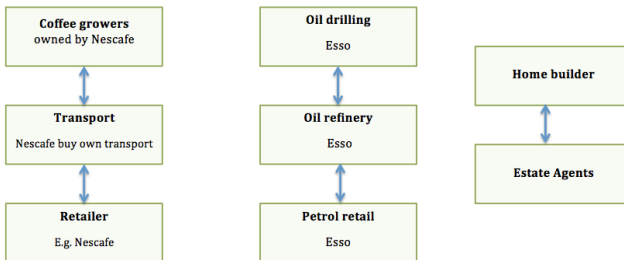 Coffee growers
owned by Nescafe
Transport
Nescafe buy own transport
Retailer
E.g. Nescafe
Oil drilling
Esso
Oil refinery
Esso
Petrol retail
Esso
Home builder
Estate Agents